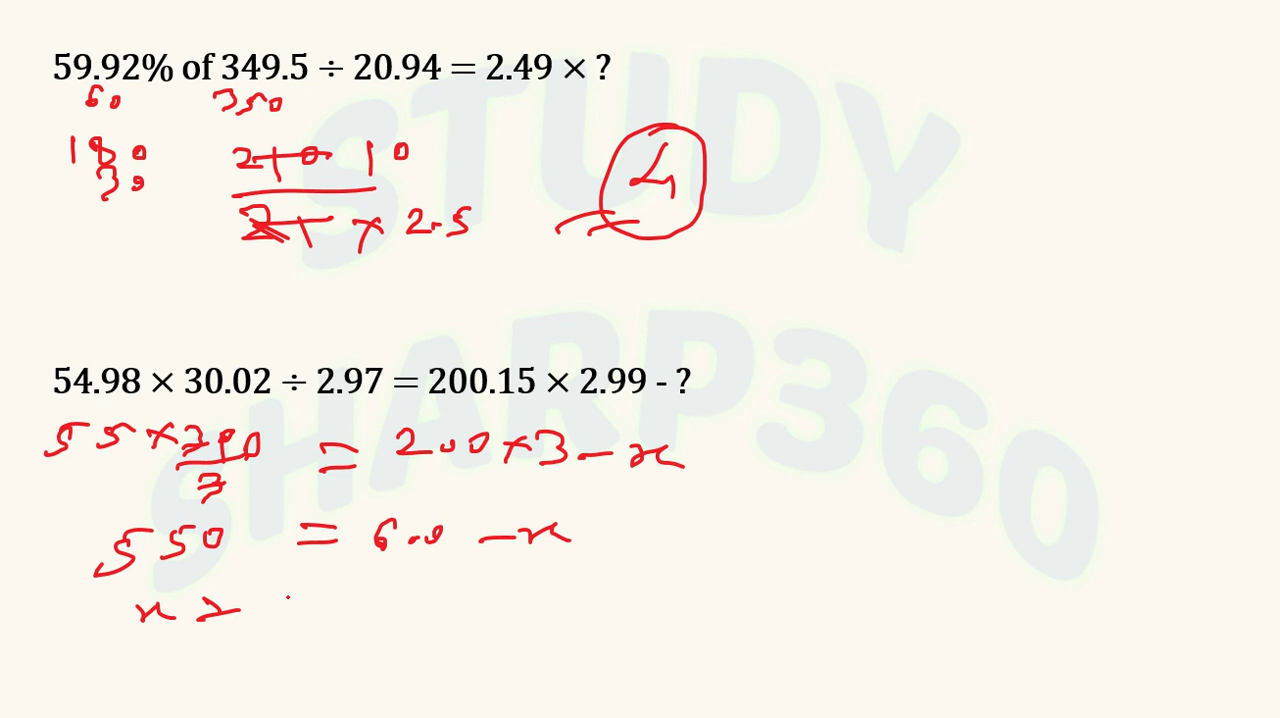 59.92% of 349.5 ÷ 20.94 = 2.49 × ?
60 350
180 210 10
30
21 × 2.5
4
54.98 × 30.02 ÷ 2.97 = 200.15 × 2.99 - ?
55 × 30 = 200 × 3 - x
3
550 = 600 - x
x =
STUDY
SHARP360